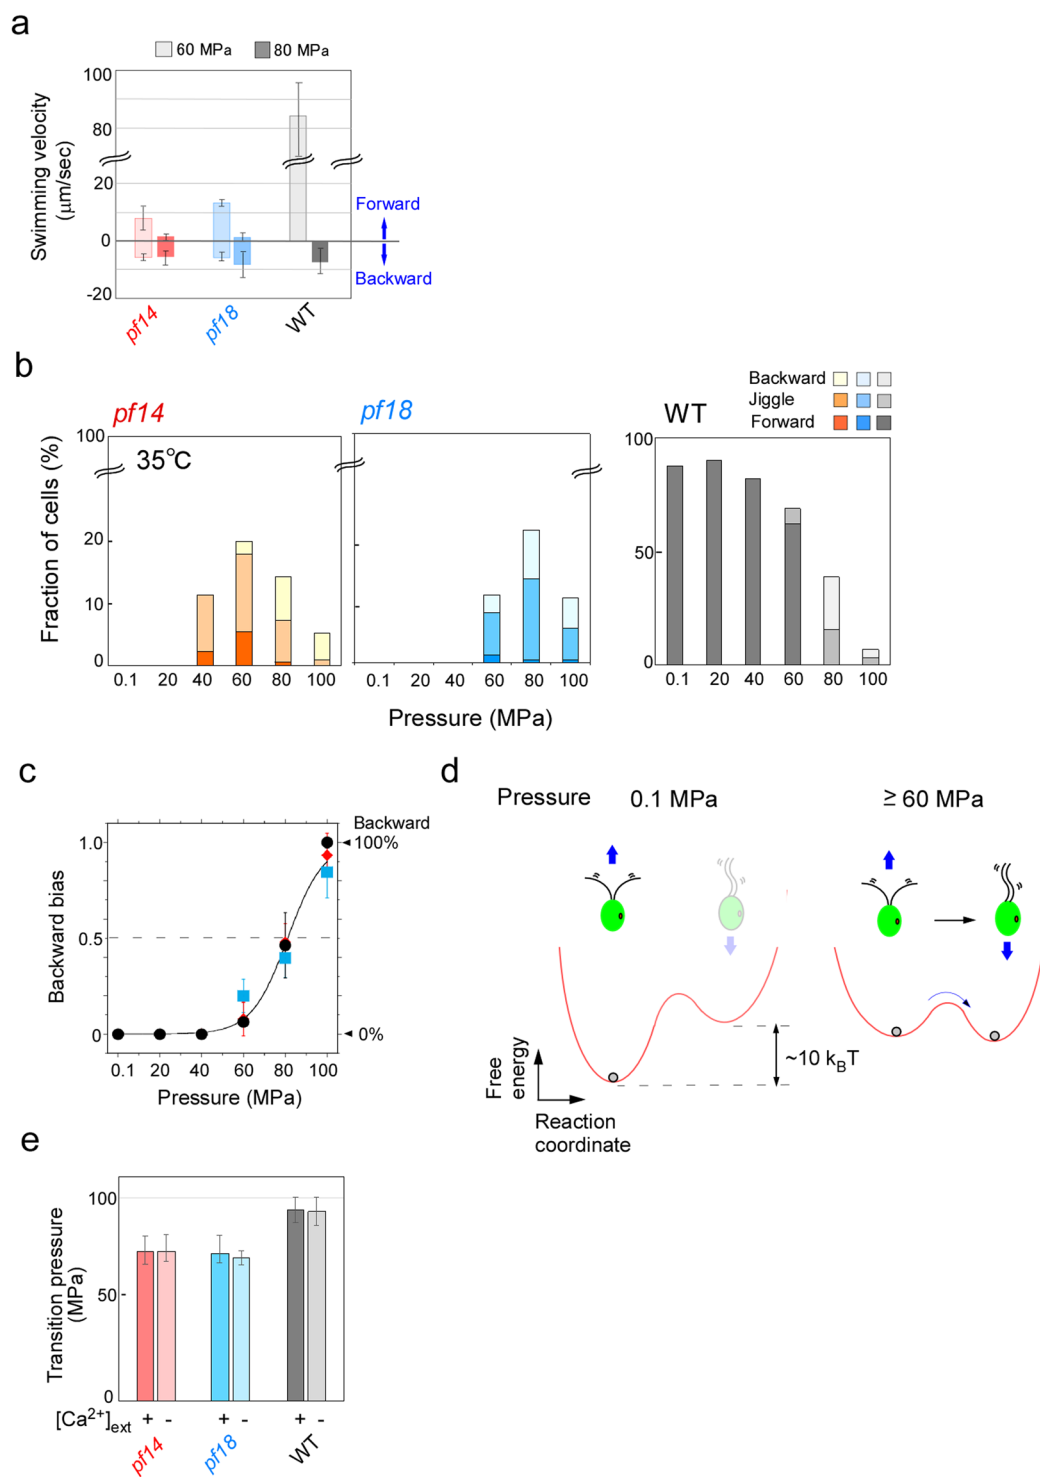 a
60 MPa
80 MPa
Swimming velocity
(μm/sec)
100
80
20
0
-20
Forward
Backward
pf14
pf18
WT
b
Backward
Jiggle
Forward
pf14
pf18
WT
35°C
Fraction of cells (%)
100
20
10
0
100
50
0
0.1 20 40 60 80 100
0.1 20 40 60 80 100
0.1 20 40 60 80 100
Pressure (MPa)
c
Backward
100%
0%
Backward bias
1.0
0.5
0
0.1 20 40 60 80 100
Pressure (MPa)
d
Pressure 0.1 MPa ≥ 60 MPa
~10 kBT
Free
energy
Reaction
coordinate
e
Transition pressure
(MPa)
100
50
0
[Ca2+]ext + - + - + -
pf14
pf18
WT